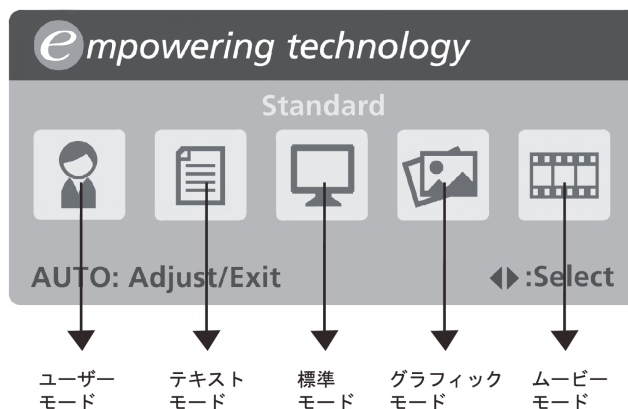 empowering technology
Standard
AUTO: Adjust/Exit ◀▶:Select
ユーザー テキスト 標準 グラフィック ムービー
モード モード モード モード モード